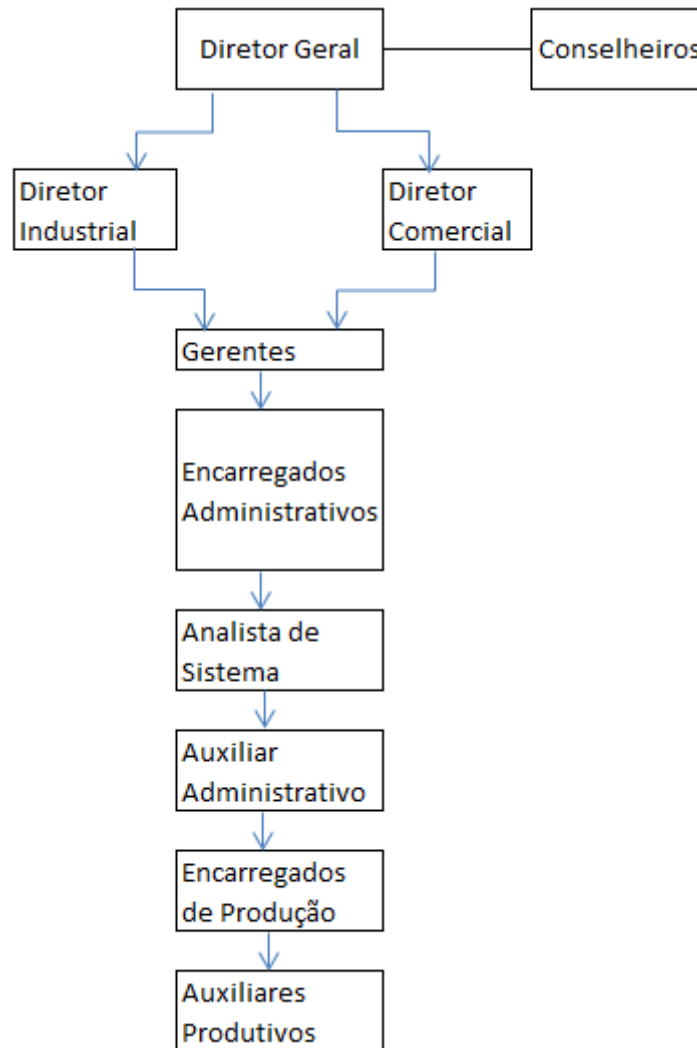 Diretor Geral
Conselheiros
Diretor
Industrial
Diretor
Comercial
Gerentes
Encarregados
Administrativos
Analista de
Sistema
Auxiliar
Administrativo
Encarregados
de Produção
Auxiliares
Produtivos